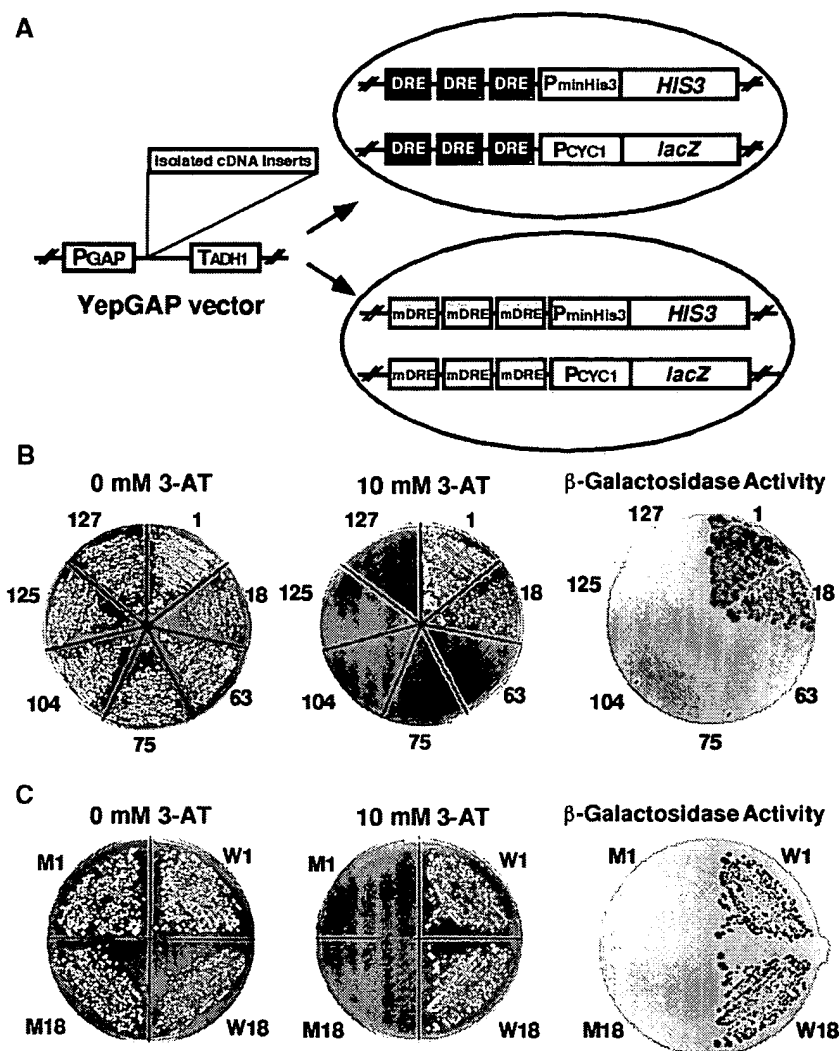 A
DRE DRE DRE PminHis3 HIS3
DRE DRE DRE PCYC1 lacZ
Isolated cDNA Inserts
PGAP TADH1
YepGAP vector
mDRE mDRE mDRE PminHis3 HIS3
mDRE mDRE mDRE PCYC1 lacZ
B
0 mM 3-AT
127 1
125 18
104 63
75
10 mM 3-AT
127 1
125 18
104 63
75
β-Galactosidase Activity
127 1
125 18
104 63
75
C
0 mM 3-AT
M1 W1
M18 W18
10 mM 3-AT
M1 W1
M18 W18
β-Galactosidase Activity
M1 W1
M18 W18